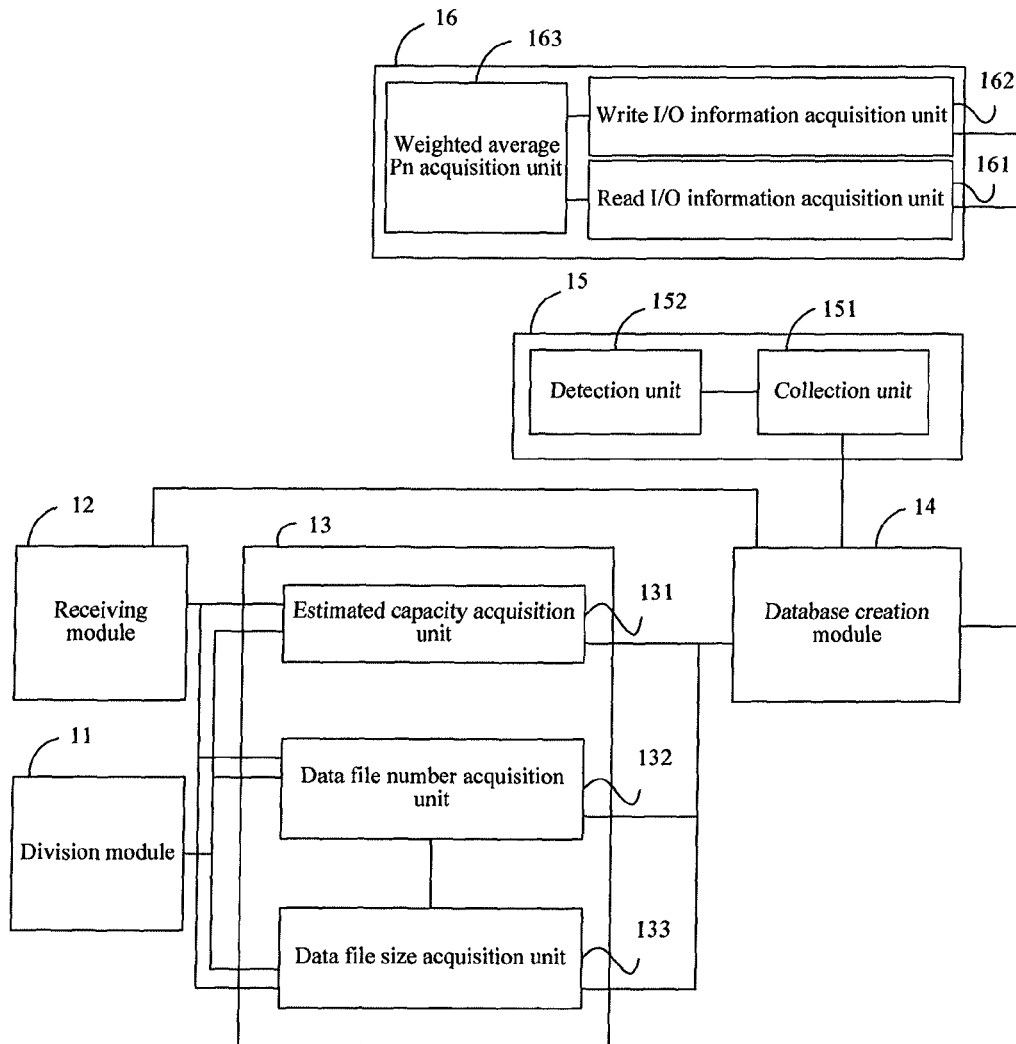 16
163
162
Write I/O information acquisition unit
Weighted average
Pn acquisition unit
161
Read I/O information acquisition unit
15
152
151
Detection unit
Collection unit
12
13
14
Receiving
module
Estimated capacity acquisition
unit
131
Database creation
module
11
Division module
Data file number acquisition
unit
132
Data file size acquisition unit
133